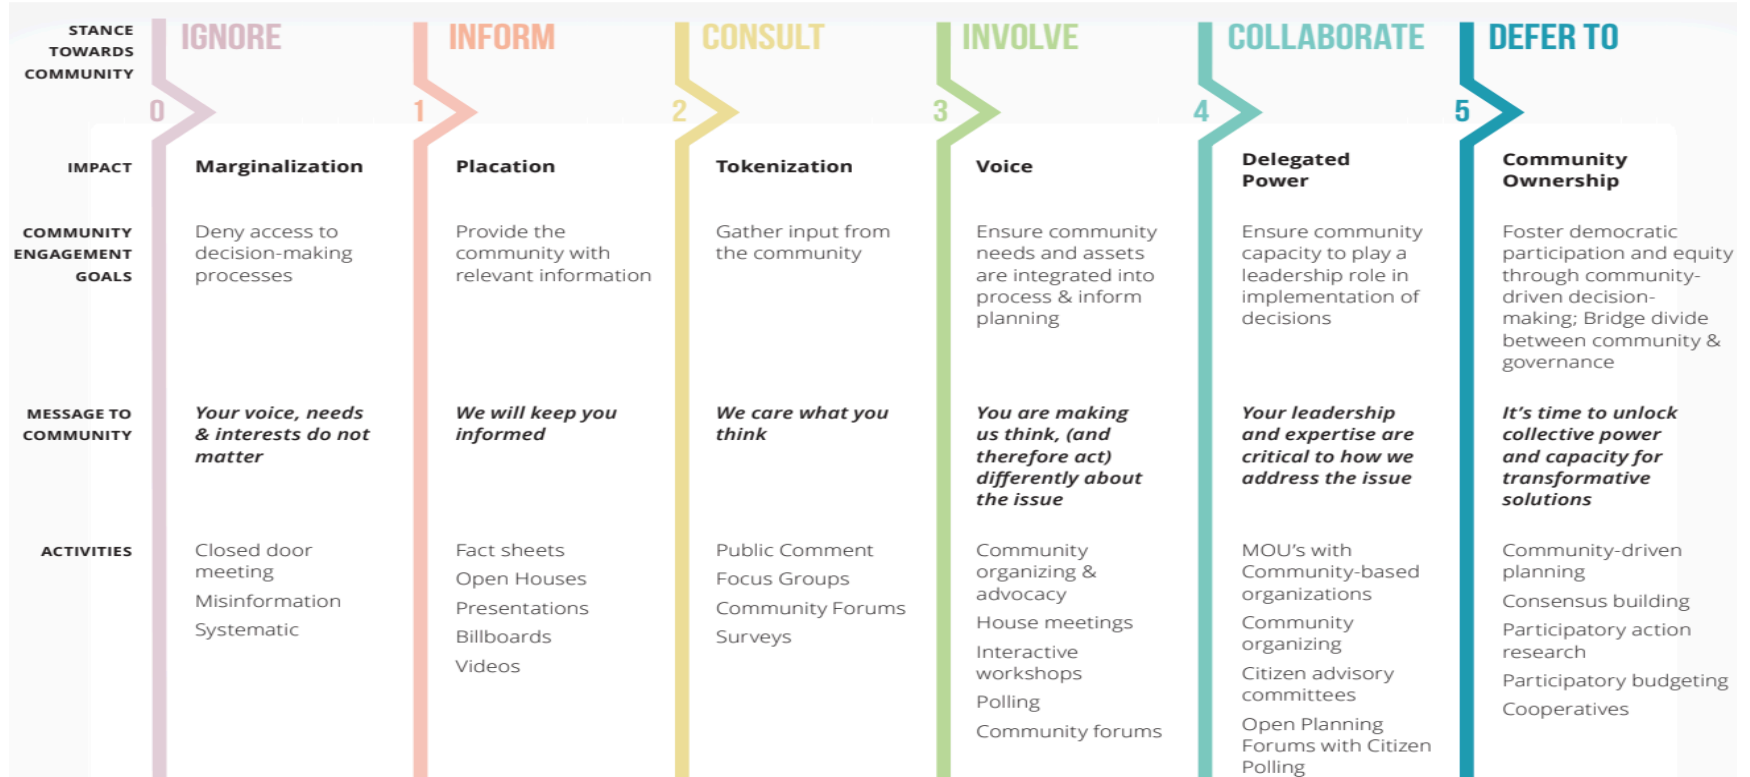 STANCE
TOWARDS
COMMUNITY
IGNORE
INFORM
CONSULT
INVOLVE
COLLABORATE
DEFER TO
0
1
2
3
4
5
IMPACT
Marginalization
Placation
Tokenization
Voice
Delegated
Power
Community
Ownership
COMMUNITY
ENGAGEMENT
GOALS
Deny access to
decision-making
processes
Provide the
community with
relevant information
Gather input from
the community
Ensure community
needs and assets
are integrated into
process & inform
planning
Ensure community
capacity to play a
leadership role in
implementation of
decisions
Foster democratic
participation and equity
through community-
driven decision-
making; Bridge divide
between community &
governance
MESSAGE TO
COMMUNITY
Your voice, needs
& interests do not
matter
We will keep you
informed
We care what you
think
You are making
us think, (and
therefore act)
differently about
the issue
Your leadership
and expertise are
critical to how we
address the issue
It's time to unlock
collective power
and capacity for
transformative
solutions
ACTIVITIES
Closed door
meeting
Misinformation
Systematic
Fact sheets
Open Houses
Presentations
Billboards
Videos
Public Comment
Focus Groups
Community Forums
Surveys
Community
organizing &
advocacy
House meetings
Interactive
workshops
Polling
Community forums
MOU's with
Community-based
organizations
Community
organizing
Citizen advisory
committees
Open Planning
Forums with Citizen
Polling
Community-driven
planning
Consensus building
Participatory action
research
Participatory budgeting
Cooperatives